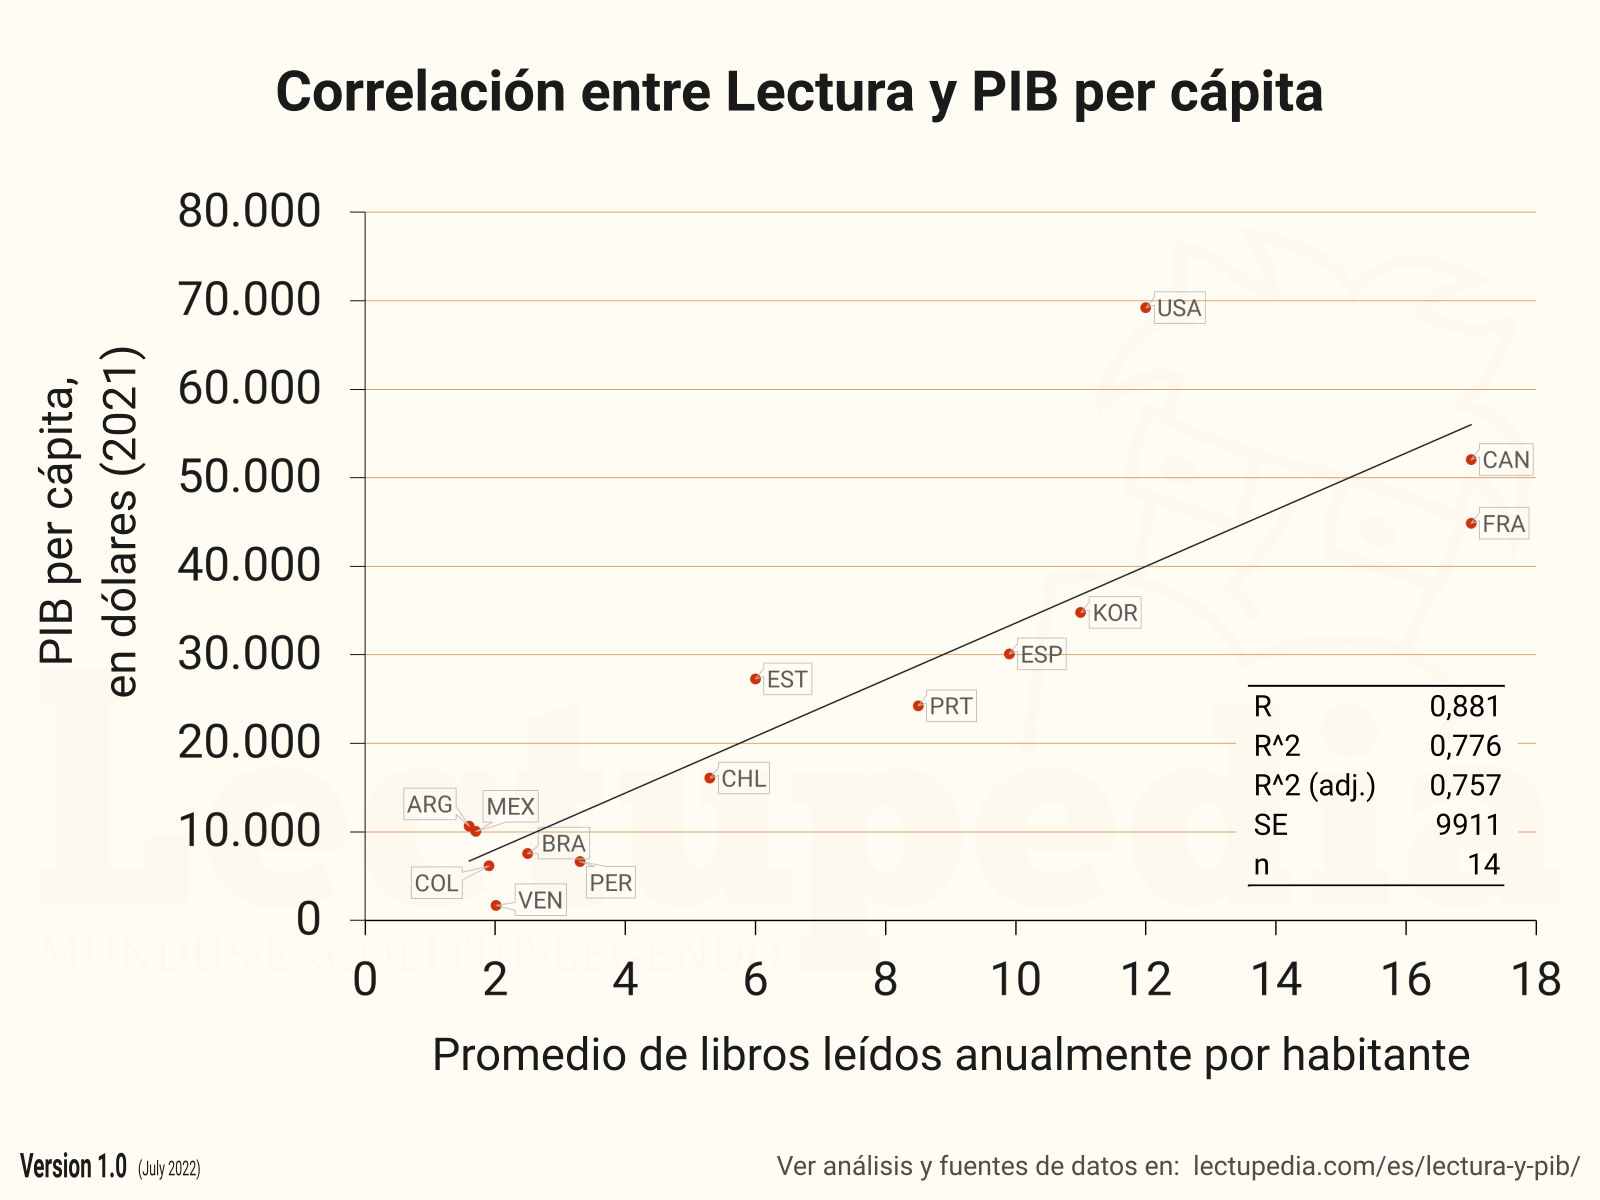 Correlación entre Lectura y PIB per cápita
80.000
70.000
60.000
50.000
40.000
30.000
20.000
10.000
0
PIB per cápita,
en dólares (2021)
USA
CAN
FRA
KOR
ESP
EST
PRT
CHL
ARG
MEX
BRA
COL
PER
VEN
R 0,881
R^2 0,776
R^2 (adj.) 0,757
SE 9911
n 14
Lectupedia
MUNDUS·EXCOLITUR·LEGENDO
0 2 4 6 8 10 12 14 16 18
Promedio de libros leídos anualmente por habitante
Version 1.0 (July 2022)
Ver análisis y fuentes de datos en: lectupedia.com/es/lectura-y-pib/